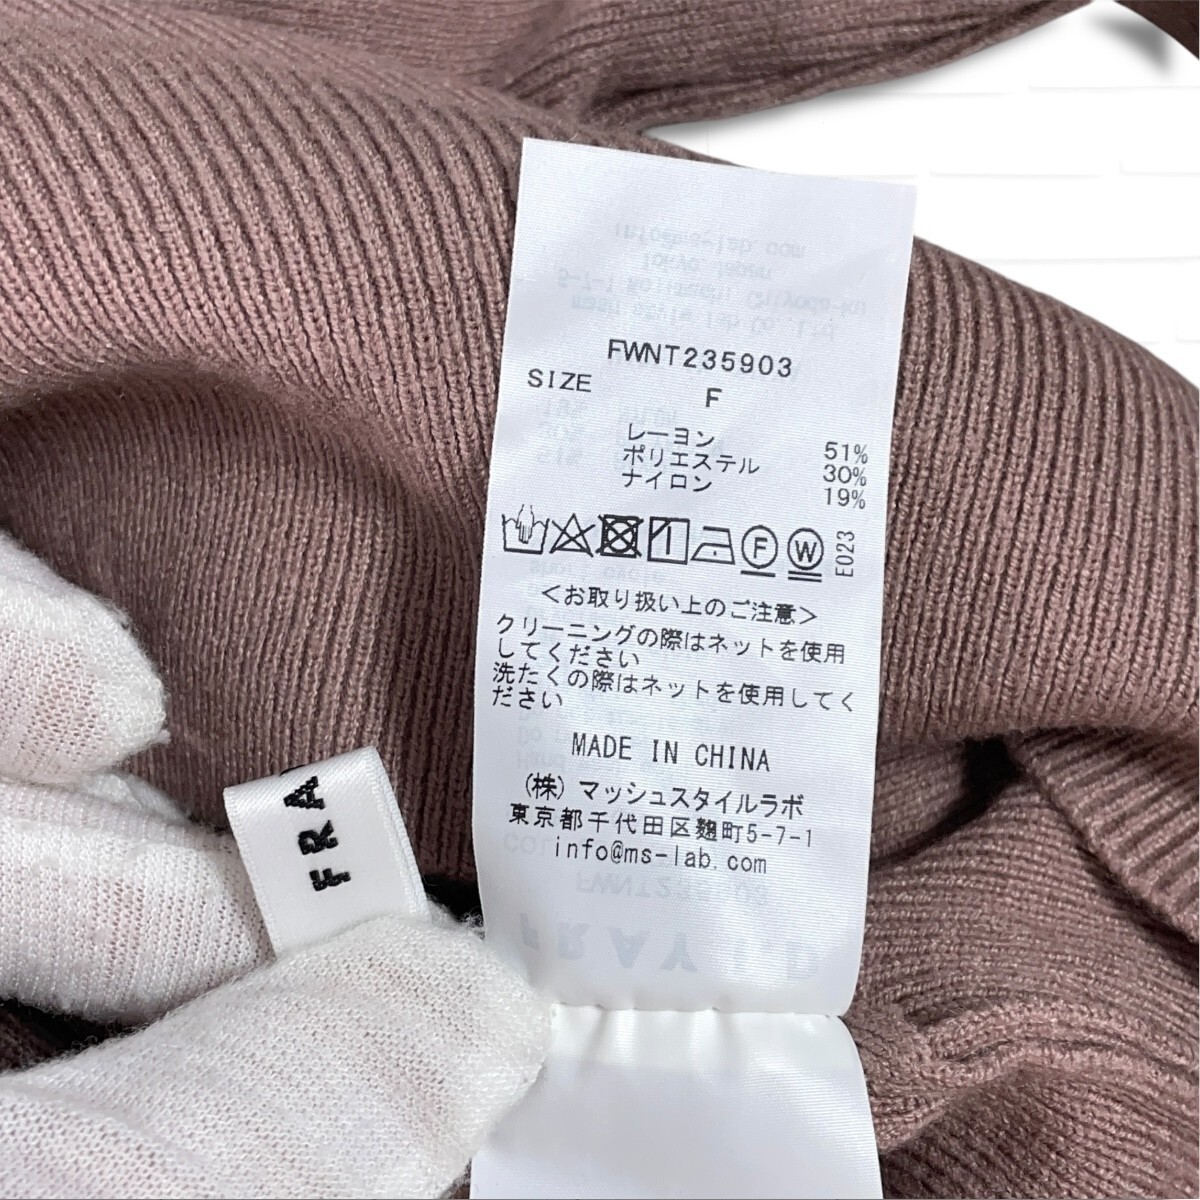 FWNT235903
SIZE F
レーヨン 51%
ポリエステル 30%
ナイロン 19%
F W E023
<お取り扱い上のご注意>
クリーニングの際はネットを使用
してください
洗たくの際はネットを使用してく
ださい
MADE IN CHINA
(株)マッシュスタイルラボ
東京都千代田区麹町5-7-1
info@ms-lab.com
FRA